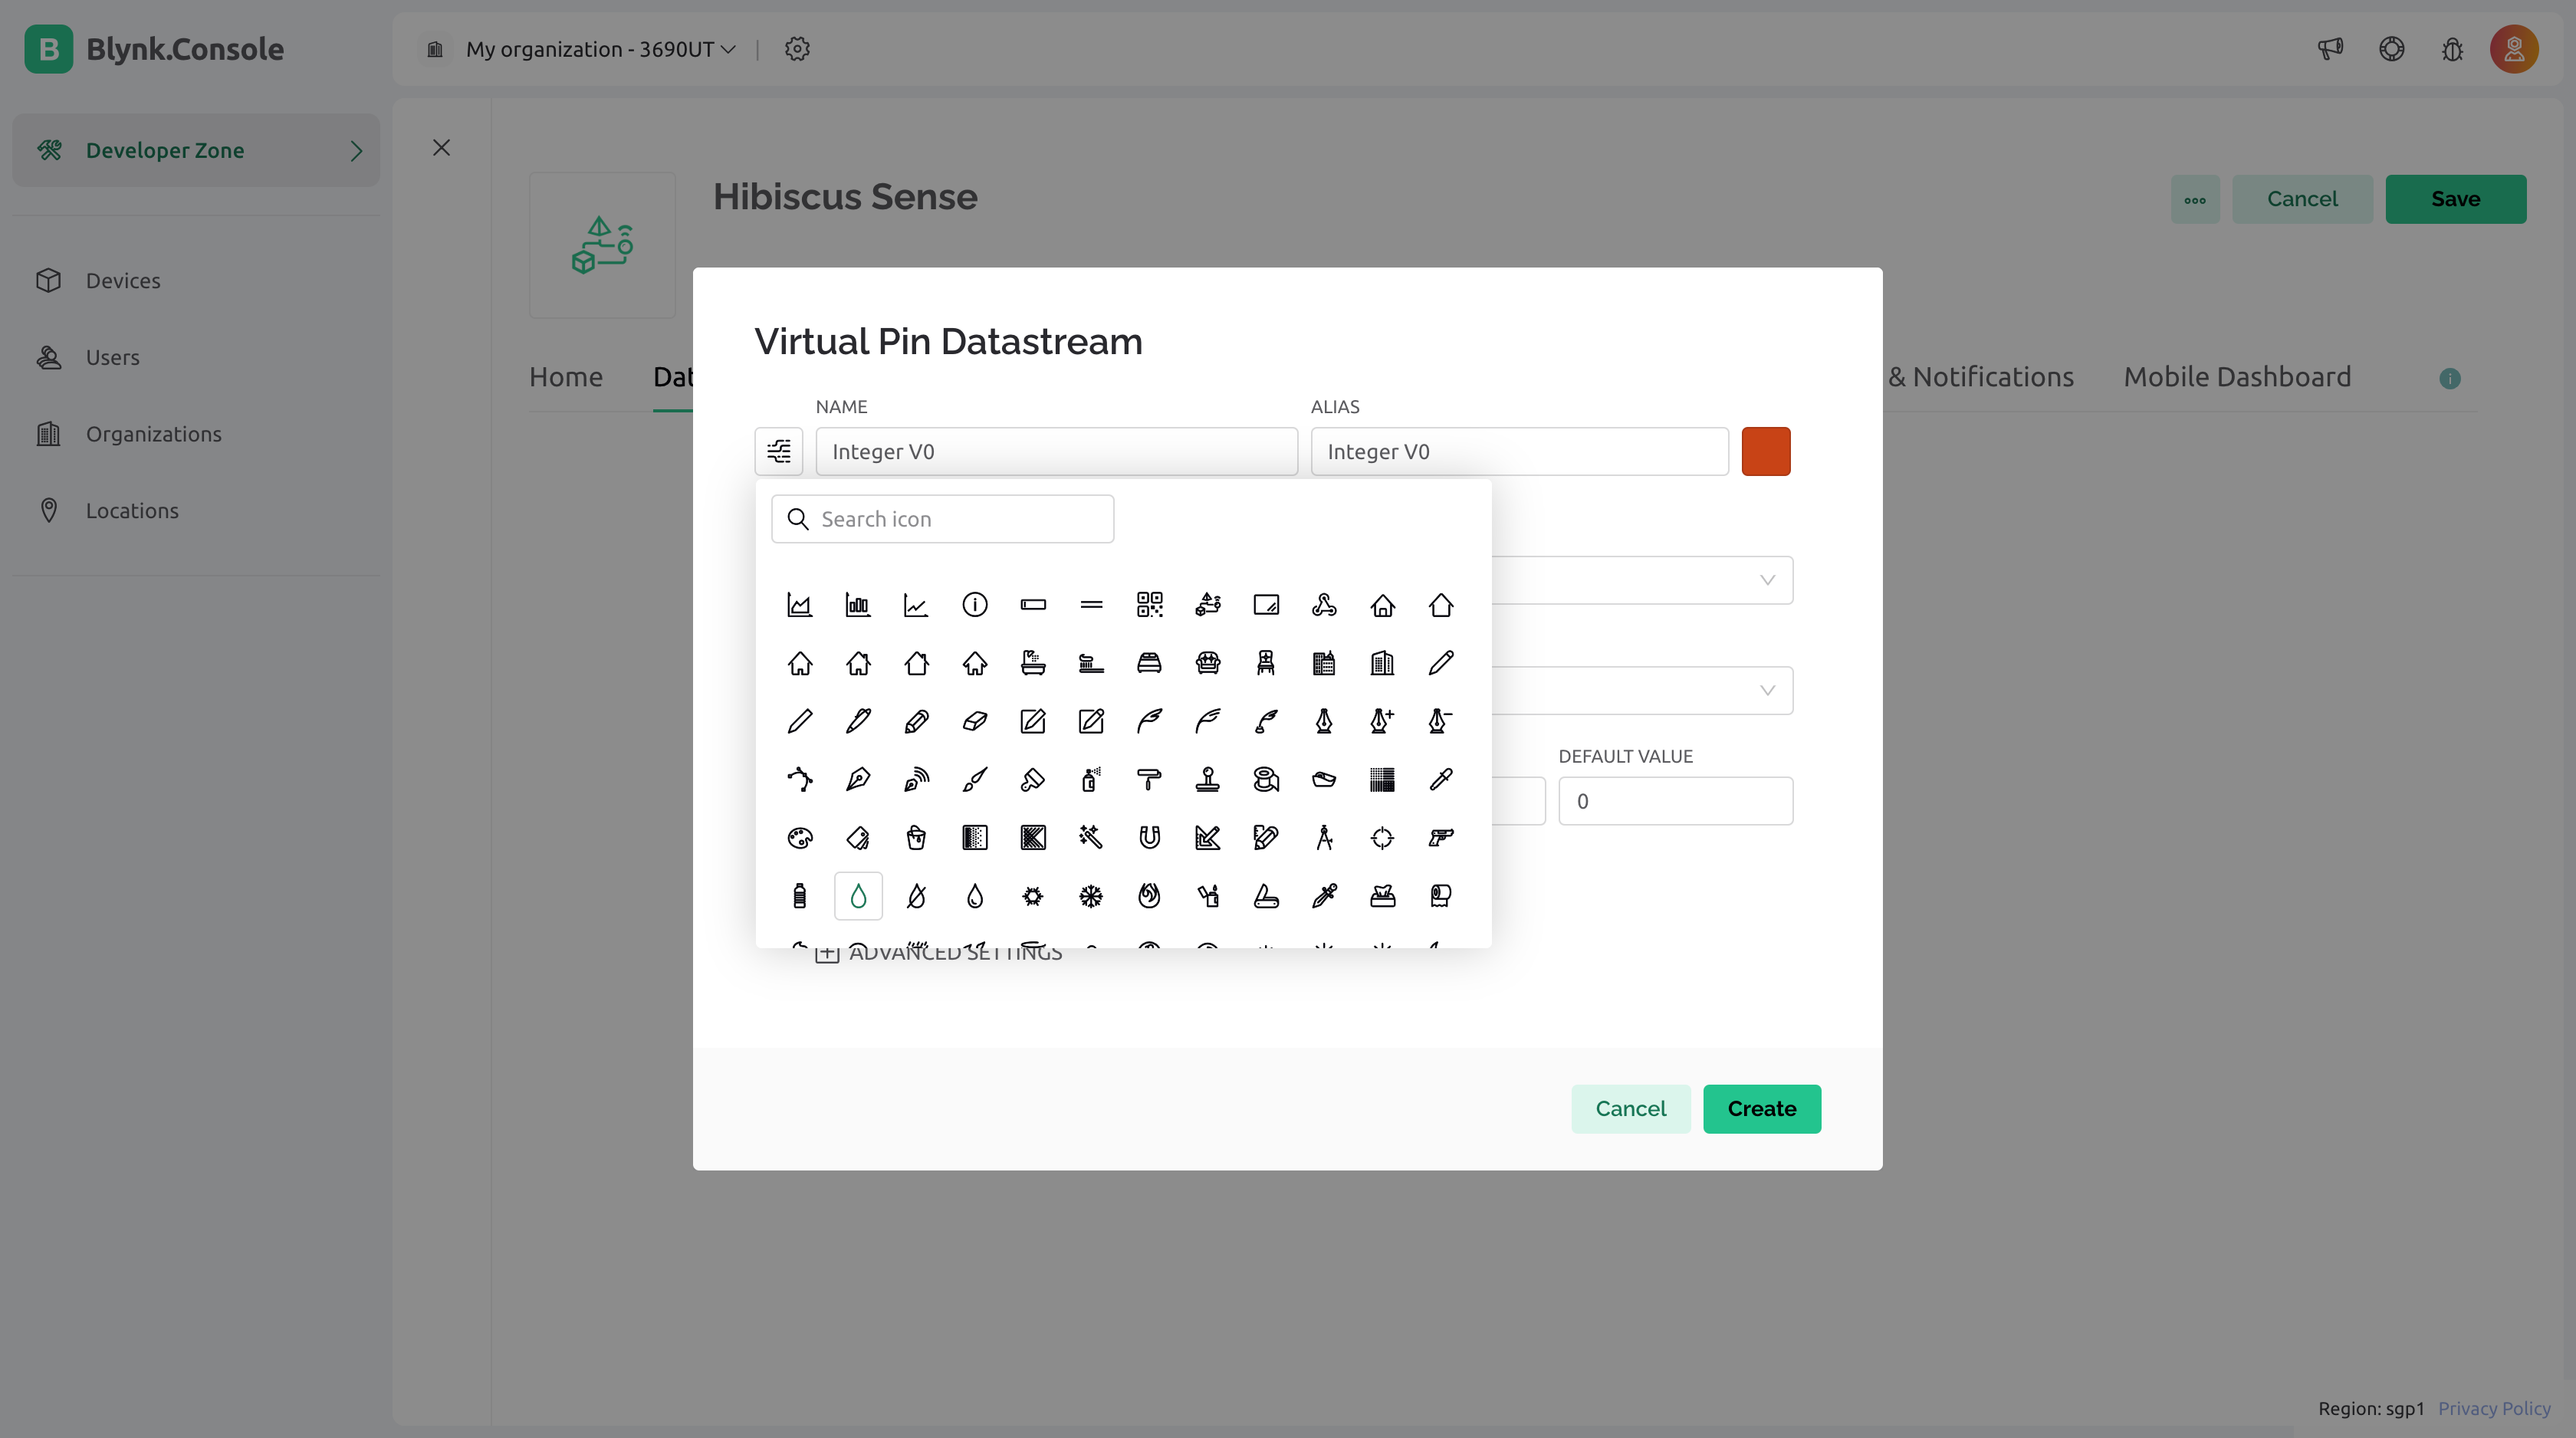 B Blynk.Console
My organization - 3690UT
Developer Zone
Devices
Users
Organizations
Locations
Hibiscus Sense
Cancel
Save
Home
Dat
& Notifications
Mobile Dashboard
Virtual Pin Datastream
NAME
ALIAS
Integer V0
Integer V0
Search icon
DEFAULT VALUE
0
ADVANCED SETTINGS
Cancel
Create
Region: sgp1 Privacy Policy